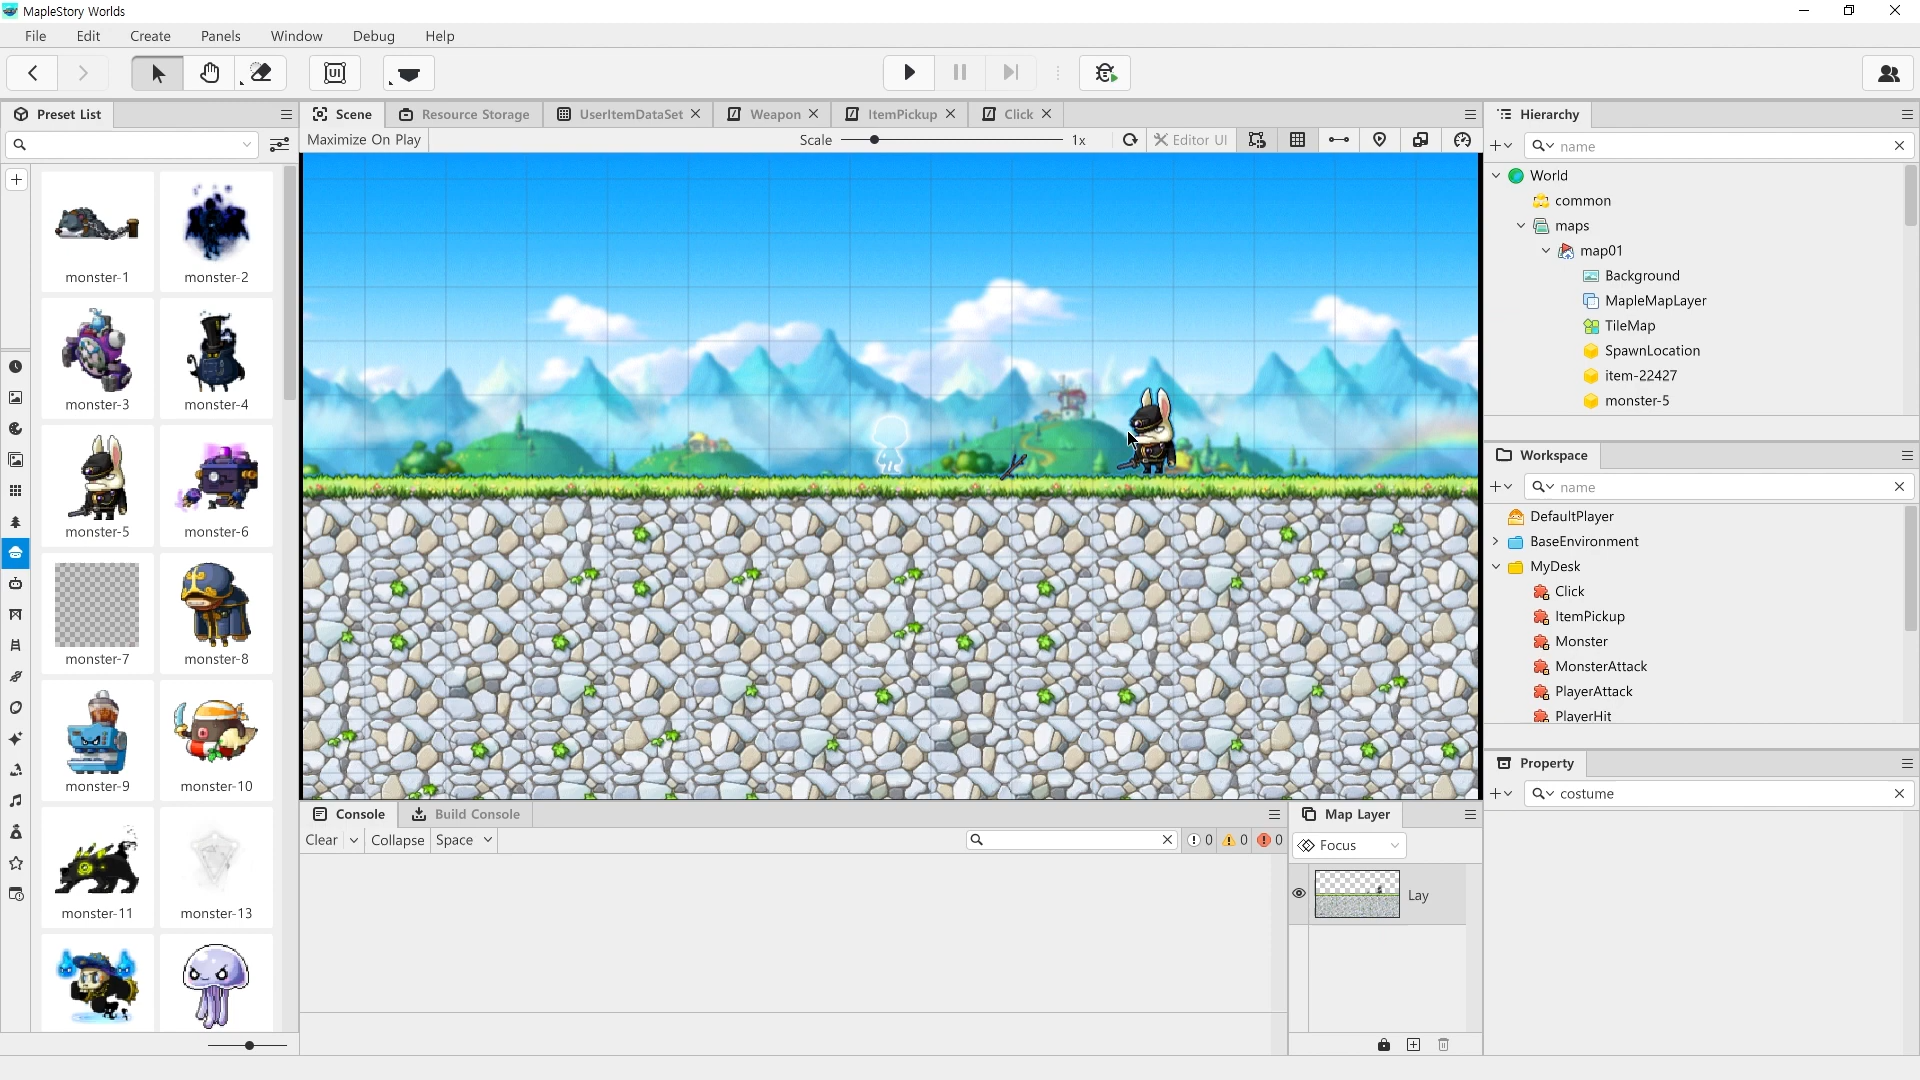 MapleStory Worlds
File Edit Create Panels Window Debug Help
UI
Preset List
Scene Resource Storage UserItemDataSet Weapon ItemPickup Click
Hierarchy
Maximize On Play
Scale 1x
Editor UI
name
World
common
maps
map01
Background
MapleMapLayer
TileMap
SpawnLocation
item-22427
monster-5
monster-1 monster-2
monster-3 monster-4
monster-5 monster-6
monster-7 monster-8
monster-9 monster-10
monster-11 monster-13
Workspace
name
DefaultPlayer
BaseEnvironment
MyDesk
Click
ItemPickup
Monster
MonsterAttack
PlayerAttack
PlayerHit
Property
costume
Console Build Console
Clear Collapse Space
0 0 0
Map Layer
Focus
Lay